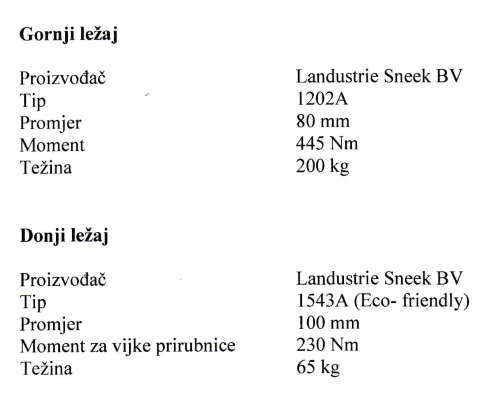 Gornji ležaj
Proizvođač Landustrie Sneek BV
Tip 1202A
Promjer 80 mm
Moment 445 Nm
Težina 200 kg
Donji ležaj
Proizvođač Landustrie Sneek BV
Tip 1543A (Eco- friendly)
Promjer 100 mm
Moment za vijke prirubnice 230 Nm
Težina 65 kg